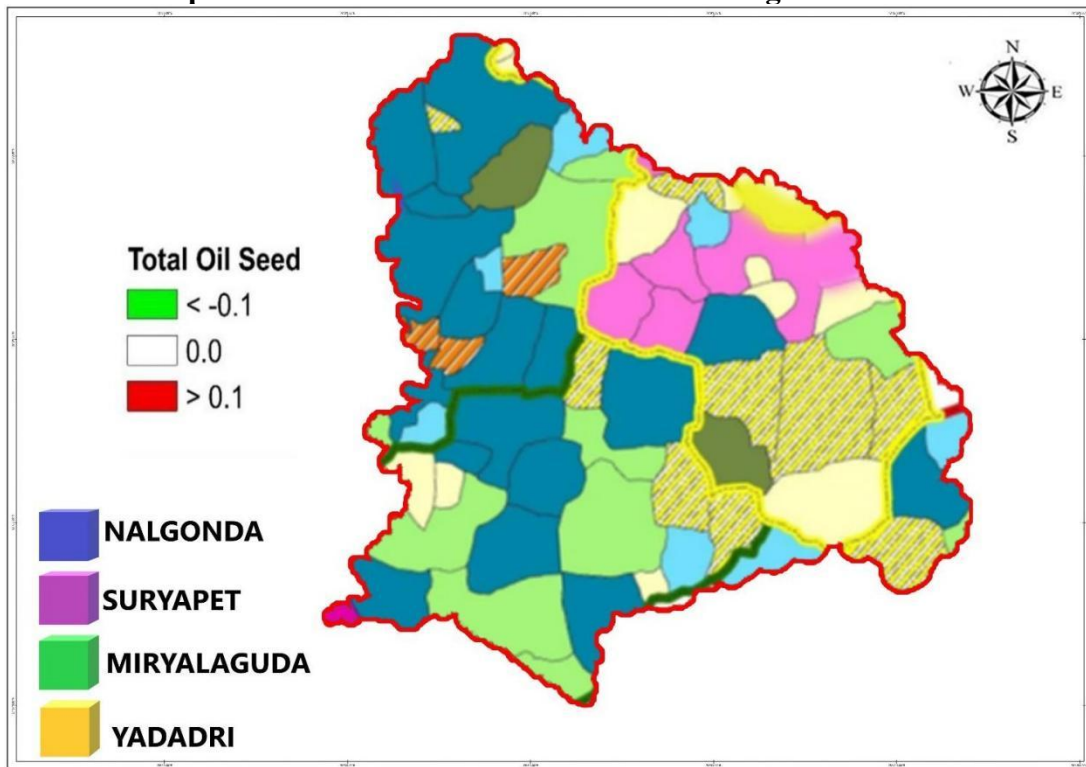 N
W E
S
Total Oil Seed
< -0.1
0.0
> 0.1
NALGONDA
SURYAPET
MIRYALAGUDA
YADADRI